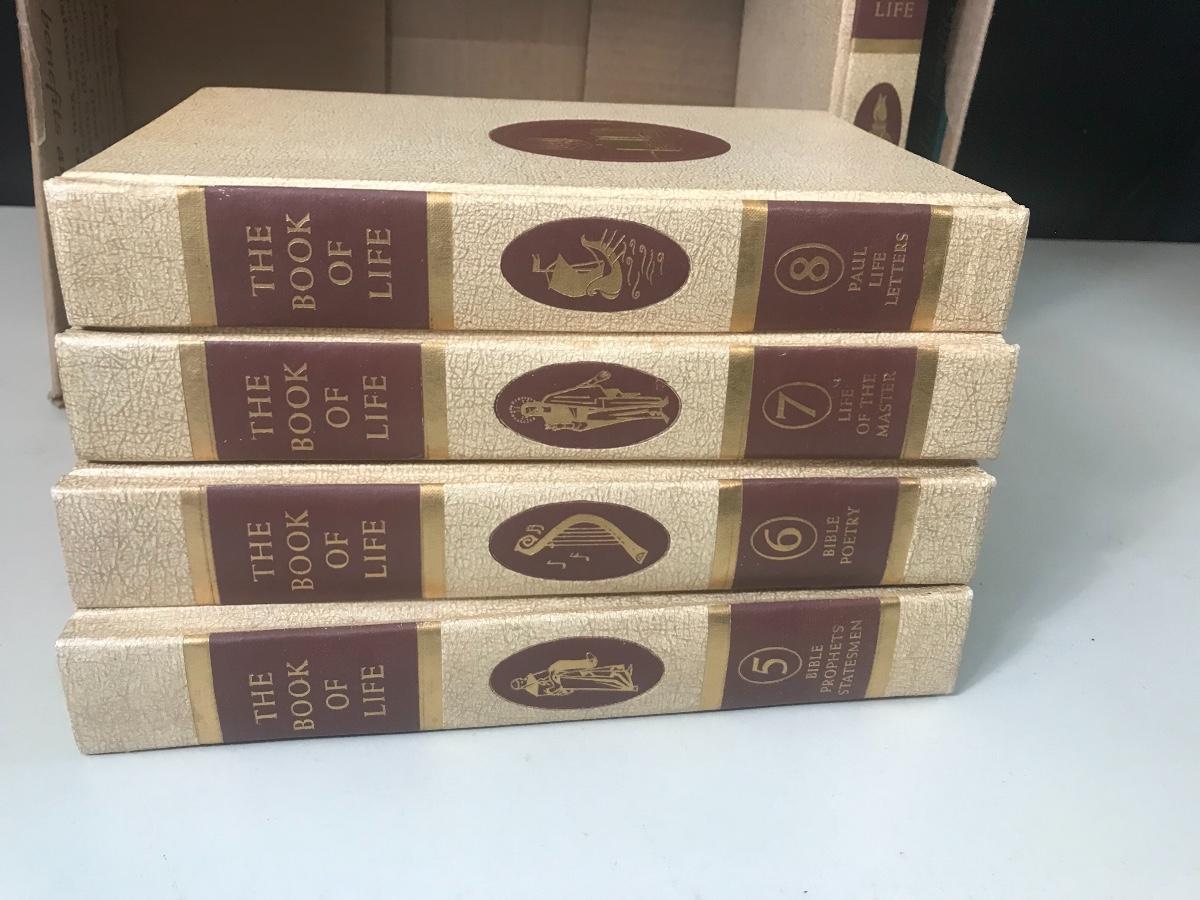 LIFE
THE
BOOK
OF
LIFE
8
PAUL
LIFE
LETTERS
THE
BOOK
OF
LIFE
7
LIFE
OF THE
MASTER
THE
BOOK
OF
LIFE
6
BIBLE
POETRY
THE
BOOK
OF
LIFE
5
BIBLE
PROPHETS
STATESMEN